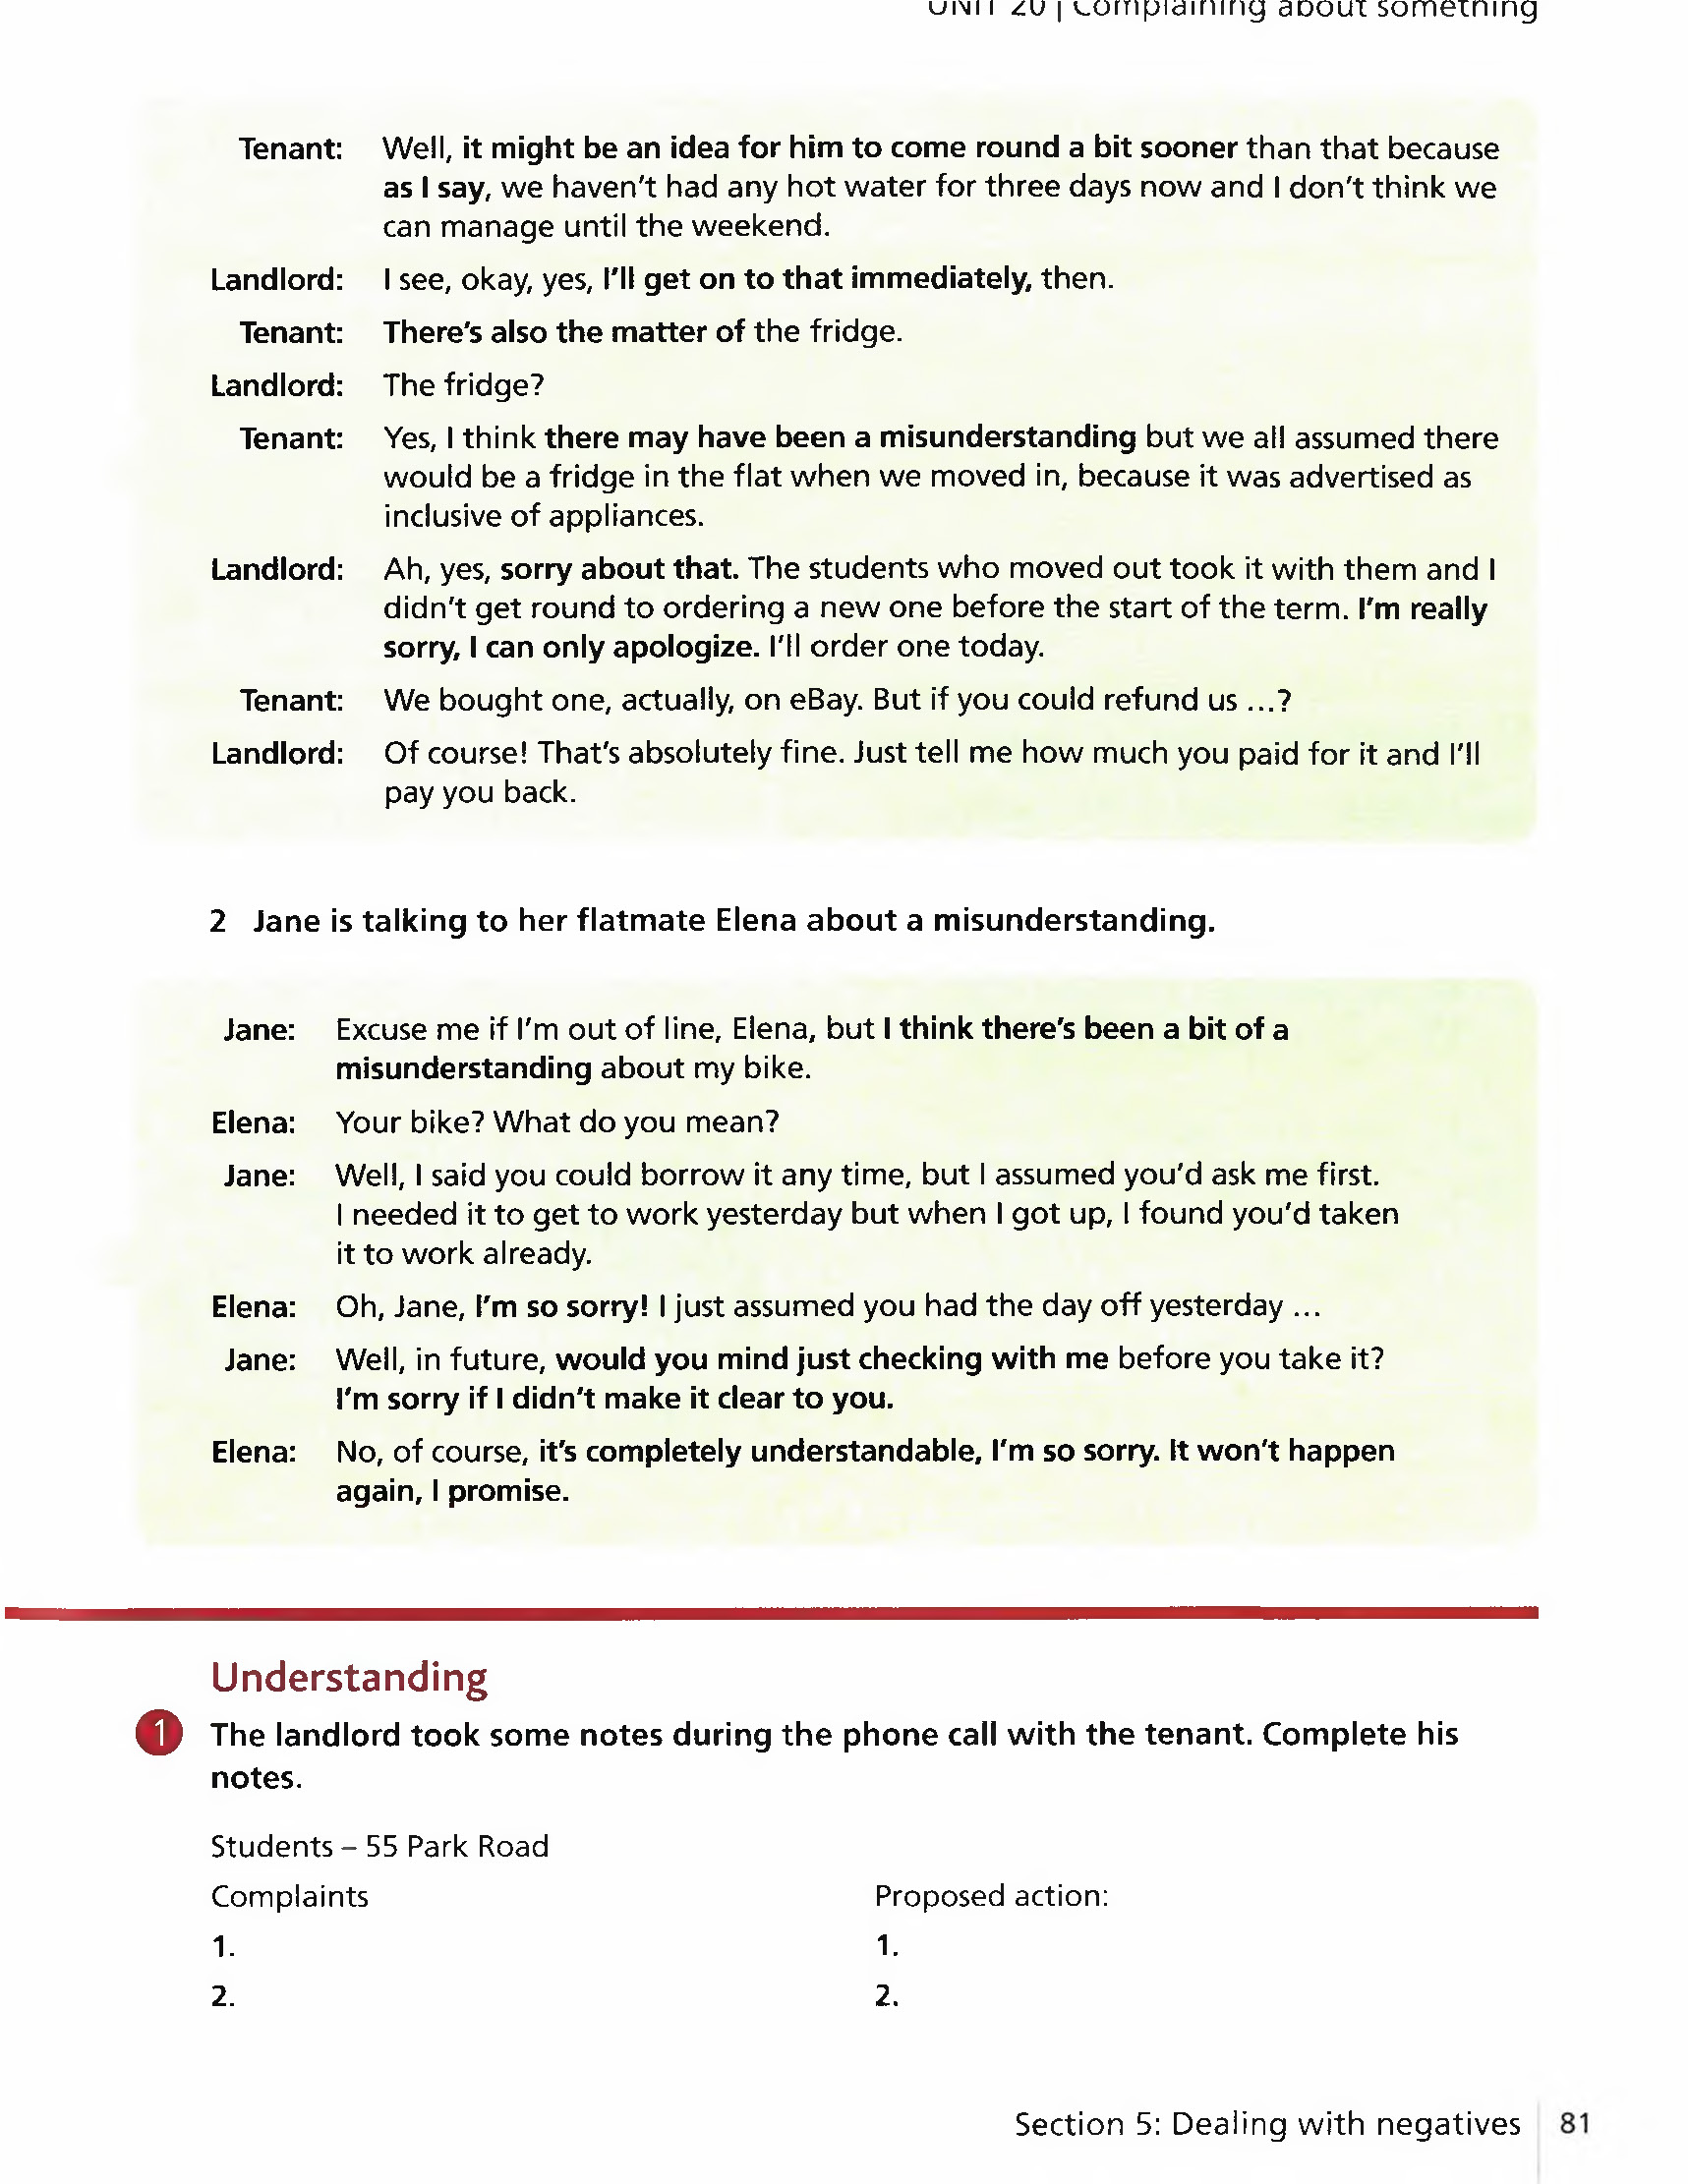 UNIT 20 | Complaining about something
Tenant: Well, it might be an idea for him to come round a bit sooner than that because
as I say, we haven't had any hot water for three days now and I don't think we
can manage until the weekend.
Landlord: I see, okay, yes, I'll get on to that immediately, then.
Tenant: There's also the matter of the fridge.
Landlord: The fridge?
Tenant: Yes, I think there may have been a misunderstanding but we all assumed there
would be a fridge in the flat when we moved in, because it was advertised as
inclusive of appliances.
Landlord: Ah, yes, sorry about that. The students who moved out took it with them and I
didn't get round to ordering a new one before the start of the term. I'm really
sorry, I can only apologize. I'll order one today.
Tenant: We bought one, actually, on eBay. But if you could refund us ...?
Landlord: Of course! That's absolutely fine. Just tell me how much you paid for it and I'll
pay you back.
2 Jane is talking to her flatmate Elena about a misunderstanding.
Jane: Excuse me if I'm out of line, Elena, but I think there's been a bit of a
misunderstanding about my bike.
Elena: Your bike? What do you mean?
Jane: Well, I said you could borrow it any time, but I assumed you'd ask me first.
I needed it to get to work yesterday but when I got up, I found you'd taken
it to work already.
Elena: Oh, Jane, I'm so sorry! I just assumed you had the day off yesterday ...
Jane: Well, in future, would you mind just checking with me before you take it?
I'm sorry if I didn't make it clear to you.
Elena: No, of course, it's completely understandable, I'm so sorry. It won't happen
again, I promise.
Understanding
1 The landlord took some notes during the phone call with the tenant. Complete his
notes.
Students – 55 Park Road
Complaints Proposed action:
1. 1.
2. 2.
Section 5: Dealing with negatives 81